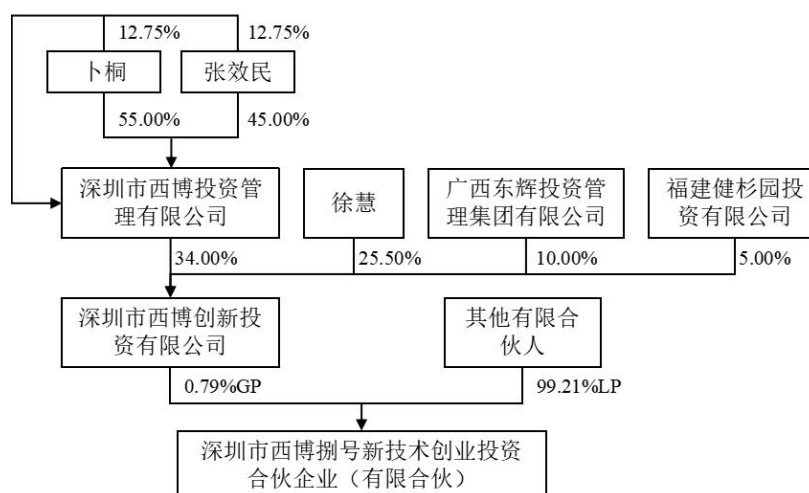 12.75% 12.75%
卜桐 张效民
55.00% 45.00%
深圳市西博投资管
理有限公司
徐慧
广西东辉投资管
理集团有限公司
福建健杉园投
资有限公司
34.00% 25.50% 10.00% 5.00%
深圳市西博创新投
资有限公司
其他有限合
伙人
0.79%GP 99.21%LP
深圳市西博捌号新技术创业投资
合伙企业（有限合伙）